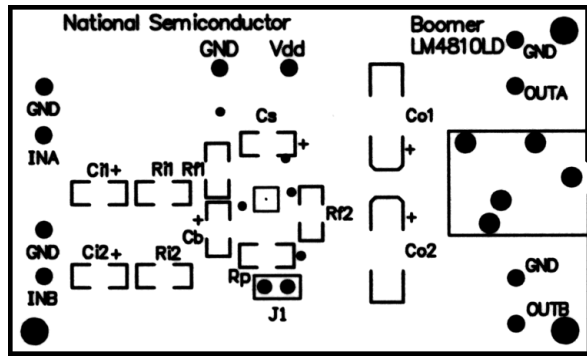 National Semiconductor
Boomer
LM4810LD
GND
Vdd
GND
OUTA
GND
INA
Cs
+
Co1
+
Ci1+
Ri1
Rf1
+
Cb
Rf2
+
Co2
GND
INB
Ci2+
Ri2
Rp
J1
GND
OUTB